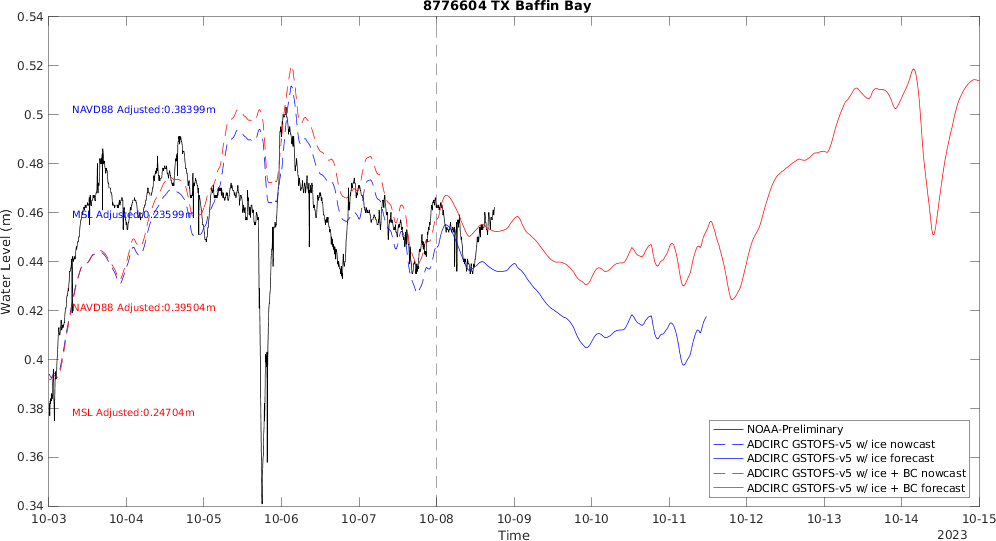 8776604 TX Baffin Bay
0.54
0.52
0.5
0.48
0.46
0.44
0.42
0.4
0.38
0.36
0.34
Water Level (m)
NAVD88 Adjusted:0.38399m
MSL Adjusted:0.23599m
NAVD88 Adjusted:0.39504m
MSL Adjusted:0.24704m
NOAA-Preliminary
ADCIRC GSTOFS-v5 w/ ice nowcast
ADCIRC GSTOFS-v5 w/ ice forecast
ADCIRC GSTOFS-v5 w/ ice + BC nowcast
ADCIRC GSTOFS-v5 w/ ice + BC forecast
10-03 10-04 10-05 10-06 10-07 10-08 10-09 10-10 10-11 10-12 10-13 10-14 10-15
Time
2023